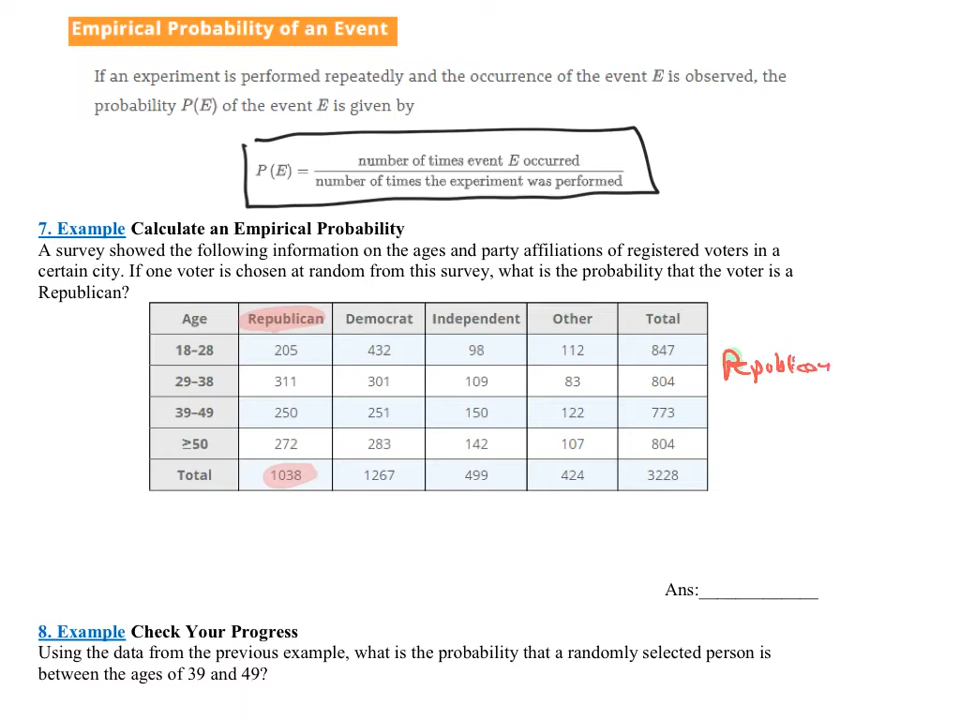 Empirical Probability of an Event
If an experiment is performed repeatedly and the occurrence of the event E is observed, the
probability P(E) of the event E is given by
P (E) = number of times event E occurred / number of times the experiment was performed
7. Example Calculate an Empirical Probability
A survey showed the following information on the ages and party affiliations of registered voters in a
certain city. If one voter is chosen at random from this survey, what is the probability that the voter is a
Republican?
Age Republican Democrat Independent Other Total
18–28 205 432 98 112 847
29–38 311 301 109 83 804
39–49 250 251 150 122 773
≥50 272 283 142 107 804
Total 1038 1267 499 424 3228
Republican
Ans:_____________
8. Example Check Your Progress
Using the data from the previous example, what is the probability that a randomly selected person is
between the ages of 39 and 49?